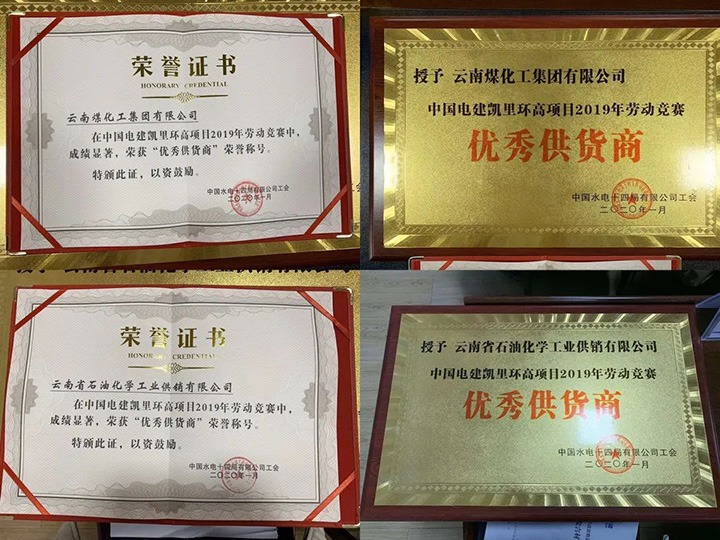 荣誉证书
HONORARY CREDENTIAL
云南煤化工集团有限公司
在中国电建凯里环高项目2019年劳动竞赛中,
成绩显著,荣获“优秀供货商”荣誉称号。
特颁此证,以资鼓励。
中国水电十四局有限公司工会
二〇二〇年一月
授予 云南煤化工集团有限公司
中国电建凯里环高项目2019年劳动竞赛
优秀供货商
中国水电十四局有限公司工会
二〇二〇年一月
荣誉证书
HONORARY CREDENTIAL
云南省石油化学工业供销有限公司
在中国电建凯里环高项目2019年劳动竞赛中,
成绩显著,荣获“优秀供货商”荣誉称号。
特颁此证,以资鼓励。
中国水电十四局有限公司工会
二〇二〇年一月
授予 云南省石油化学工业供销有限公司
中国电建凯里环高项目2019年劳动竞赛
优秀供货商
中国水电十四局有限公司工会
二〇二〇年一月